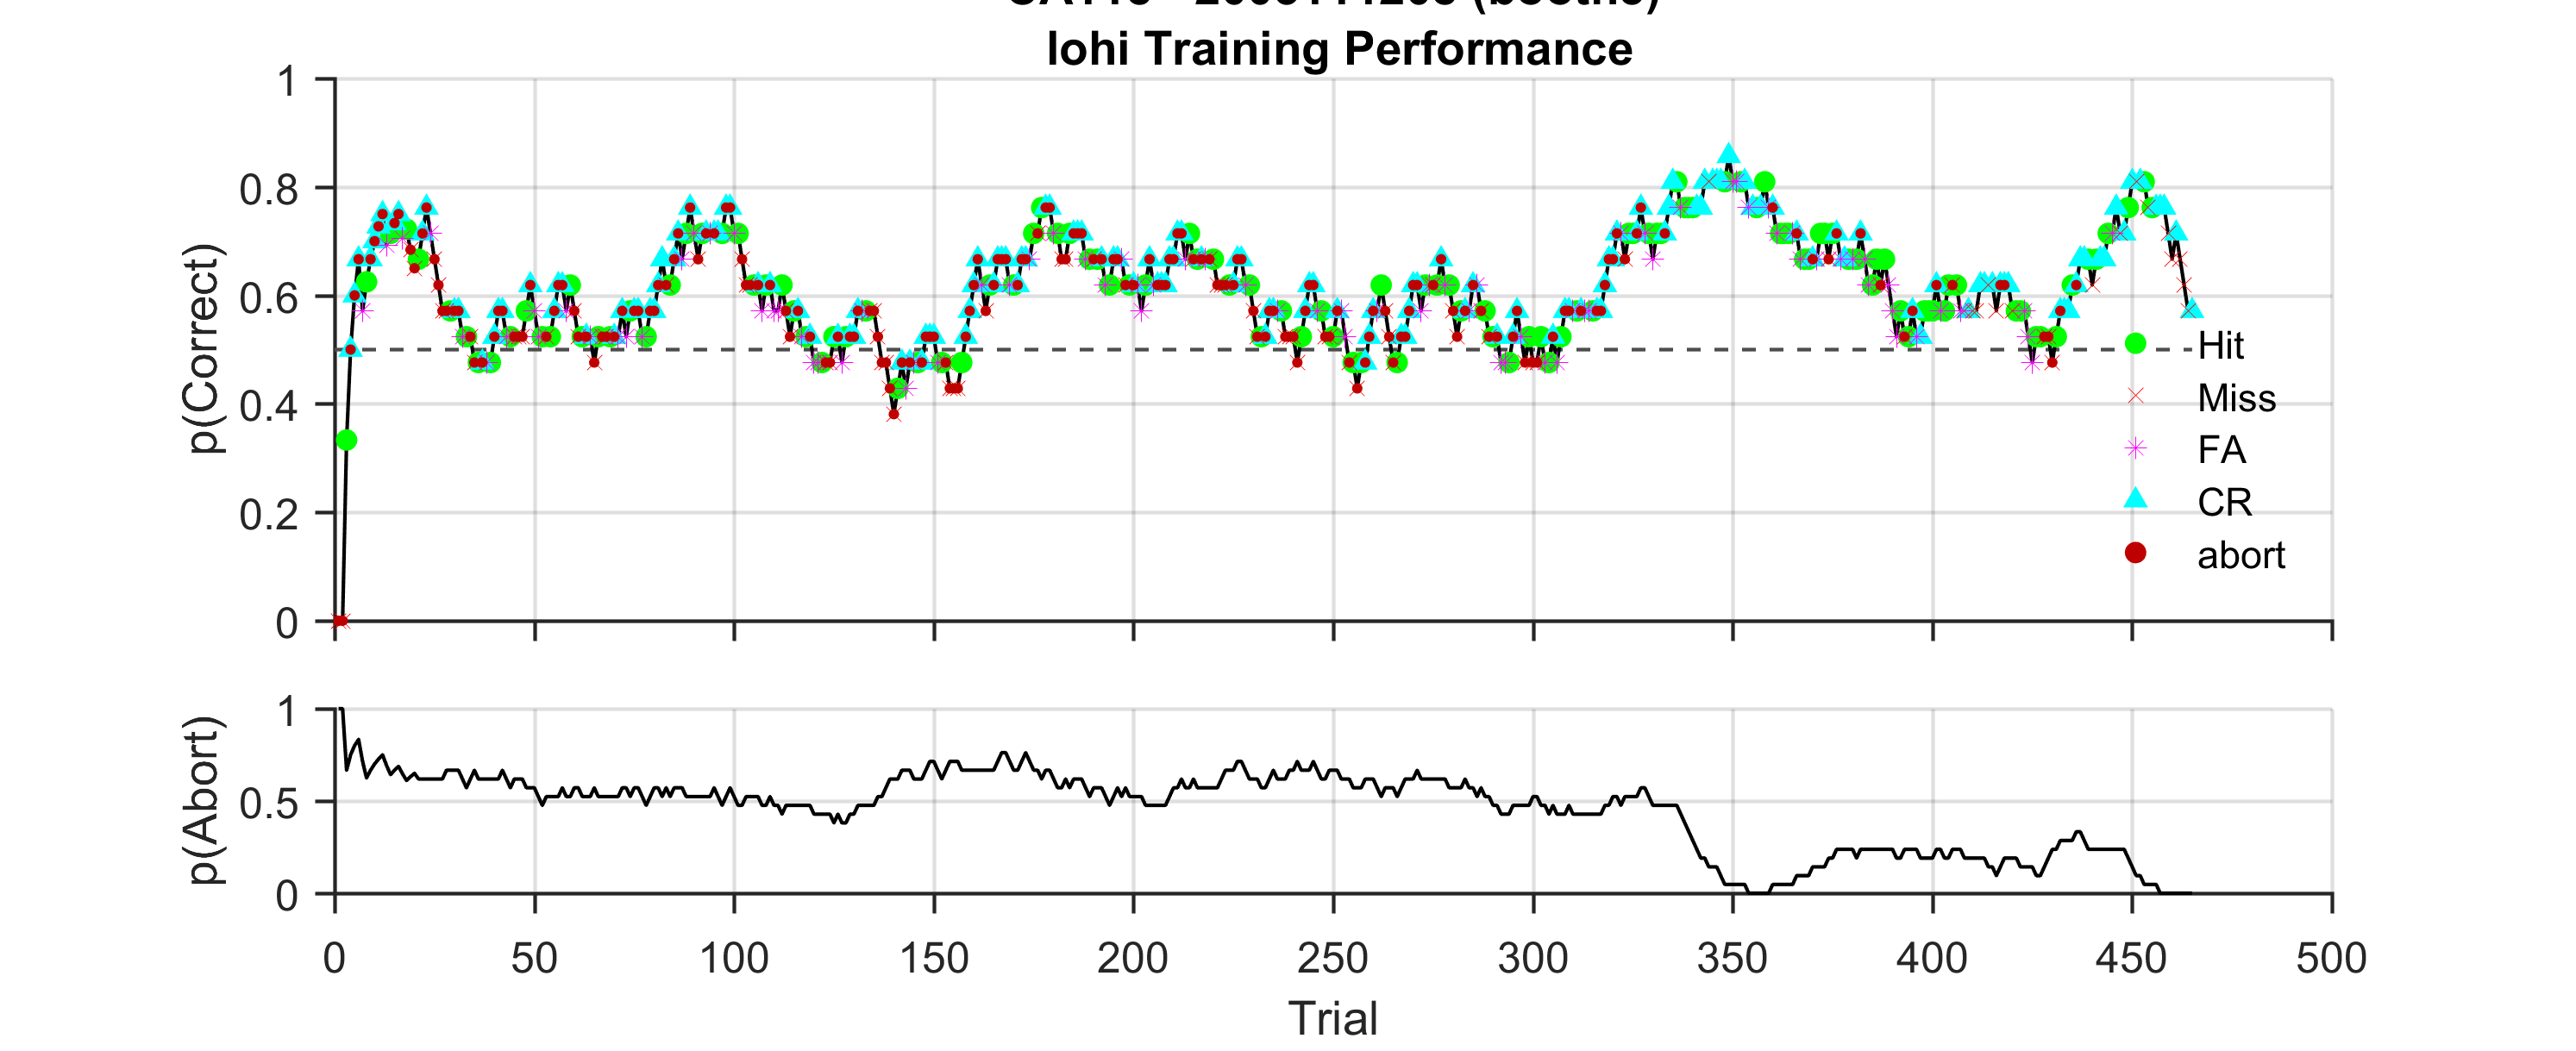 lohi Training Performance
p(Correct)
1
0.8
0.6
0.4
0.2
0
Hit
Miss
FA
CR
abort
p(Abort)
1
0.5
0
0 50 100 150 200 250 300 350 400 450 500
Trial